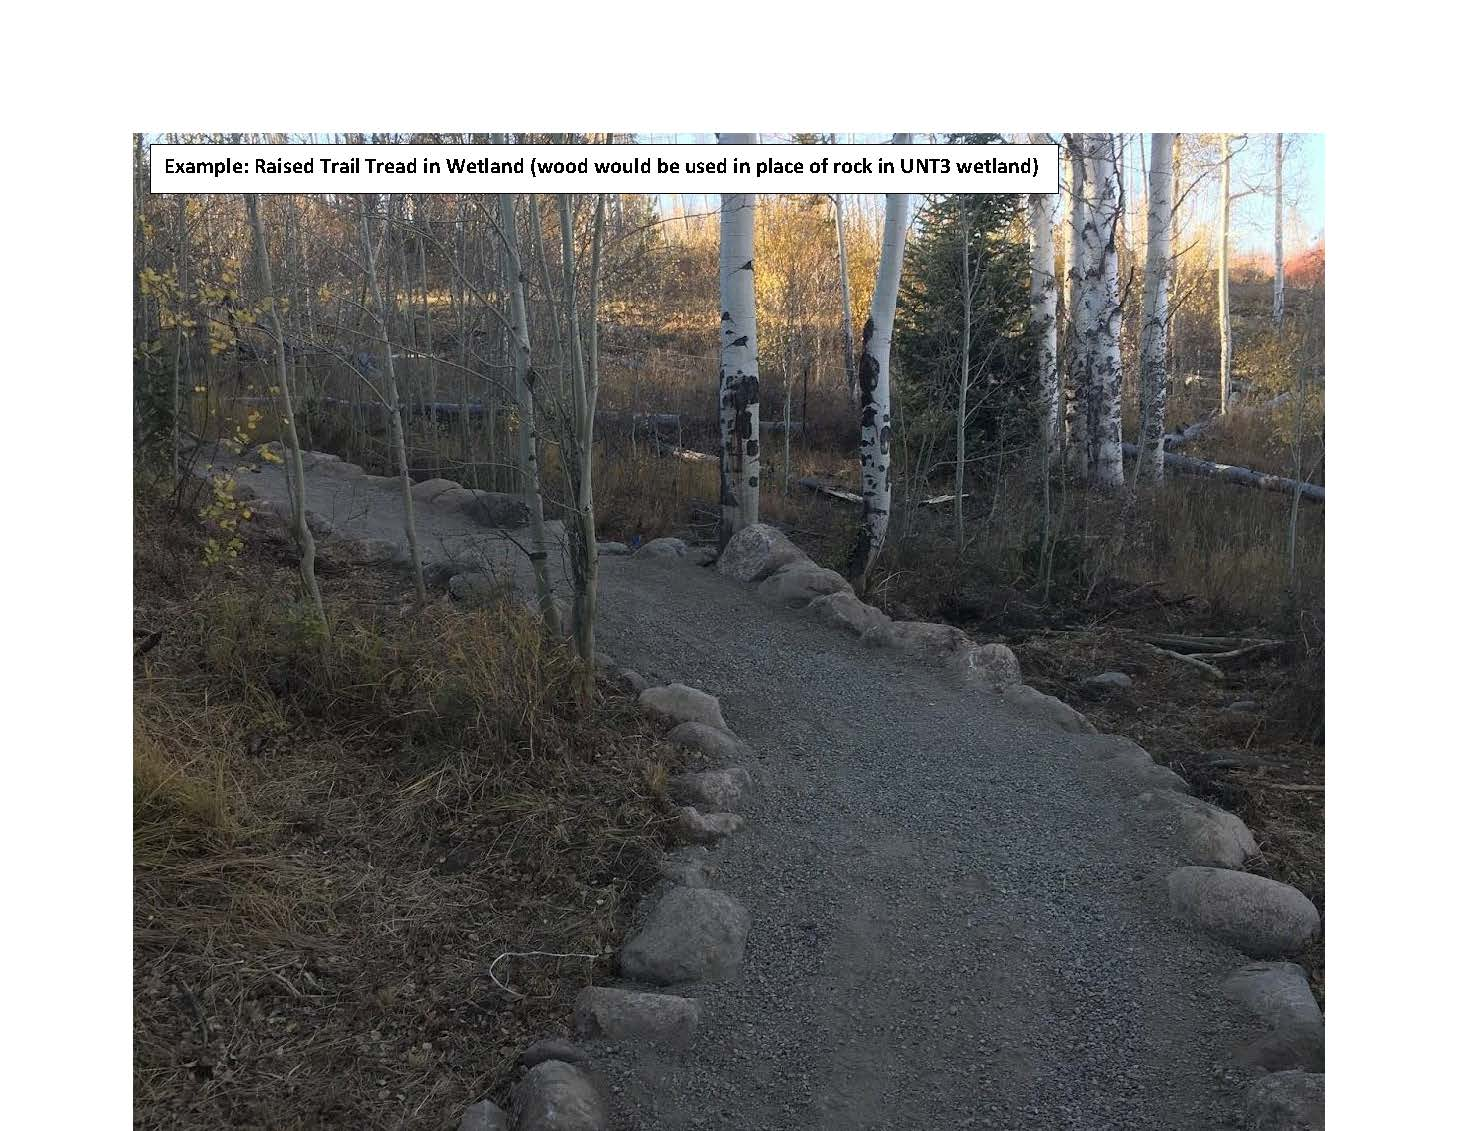 Example: Raised Trail Tread in Wetland (wood would be used in place of rock in UNT3 wetland)